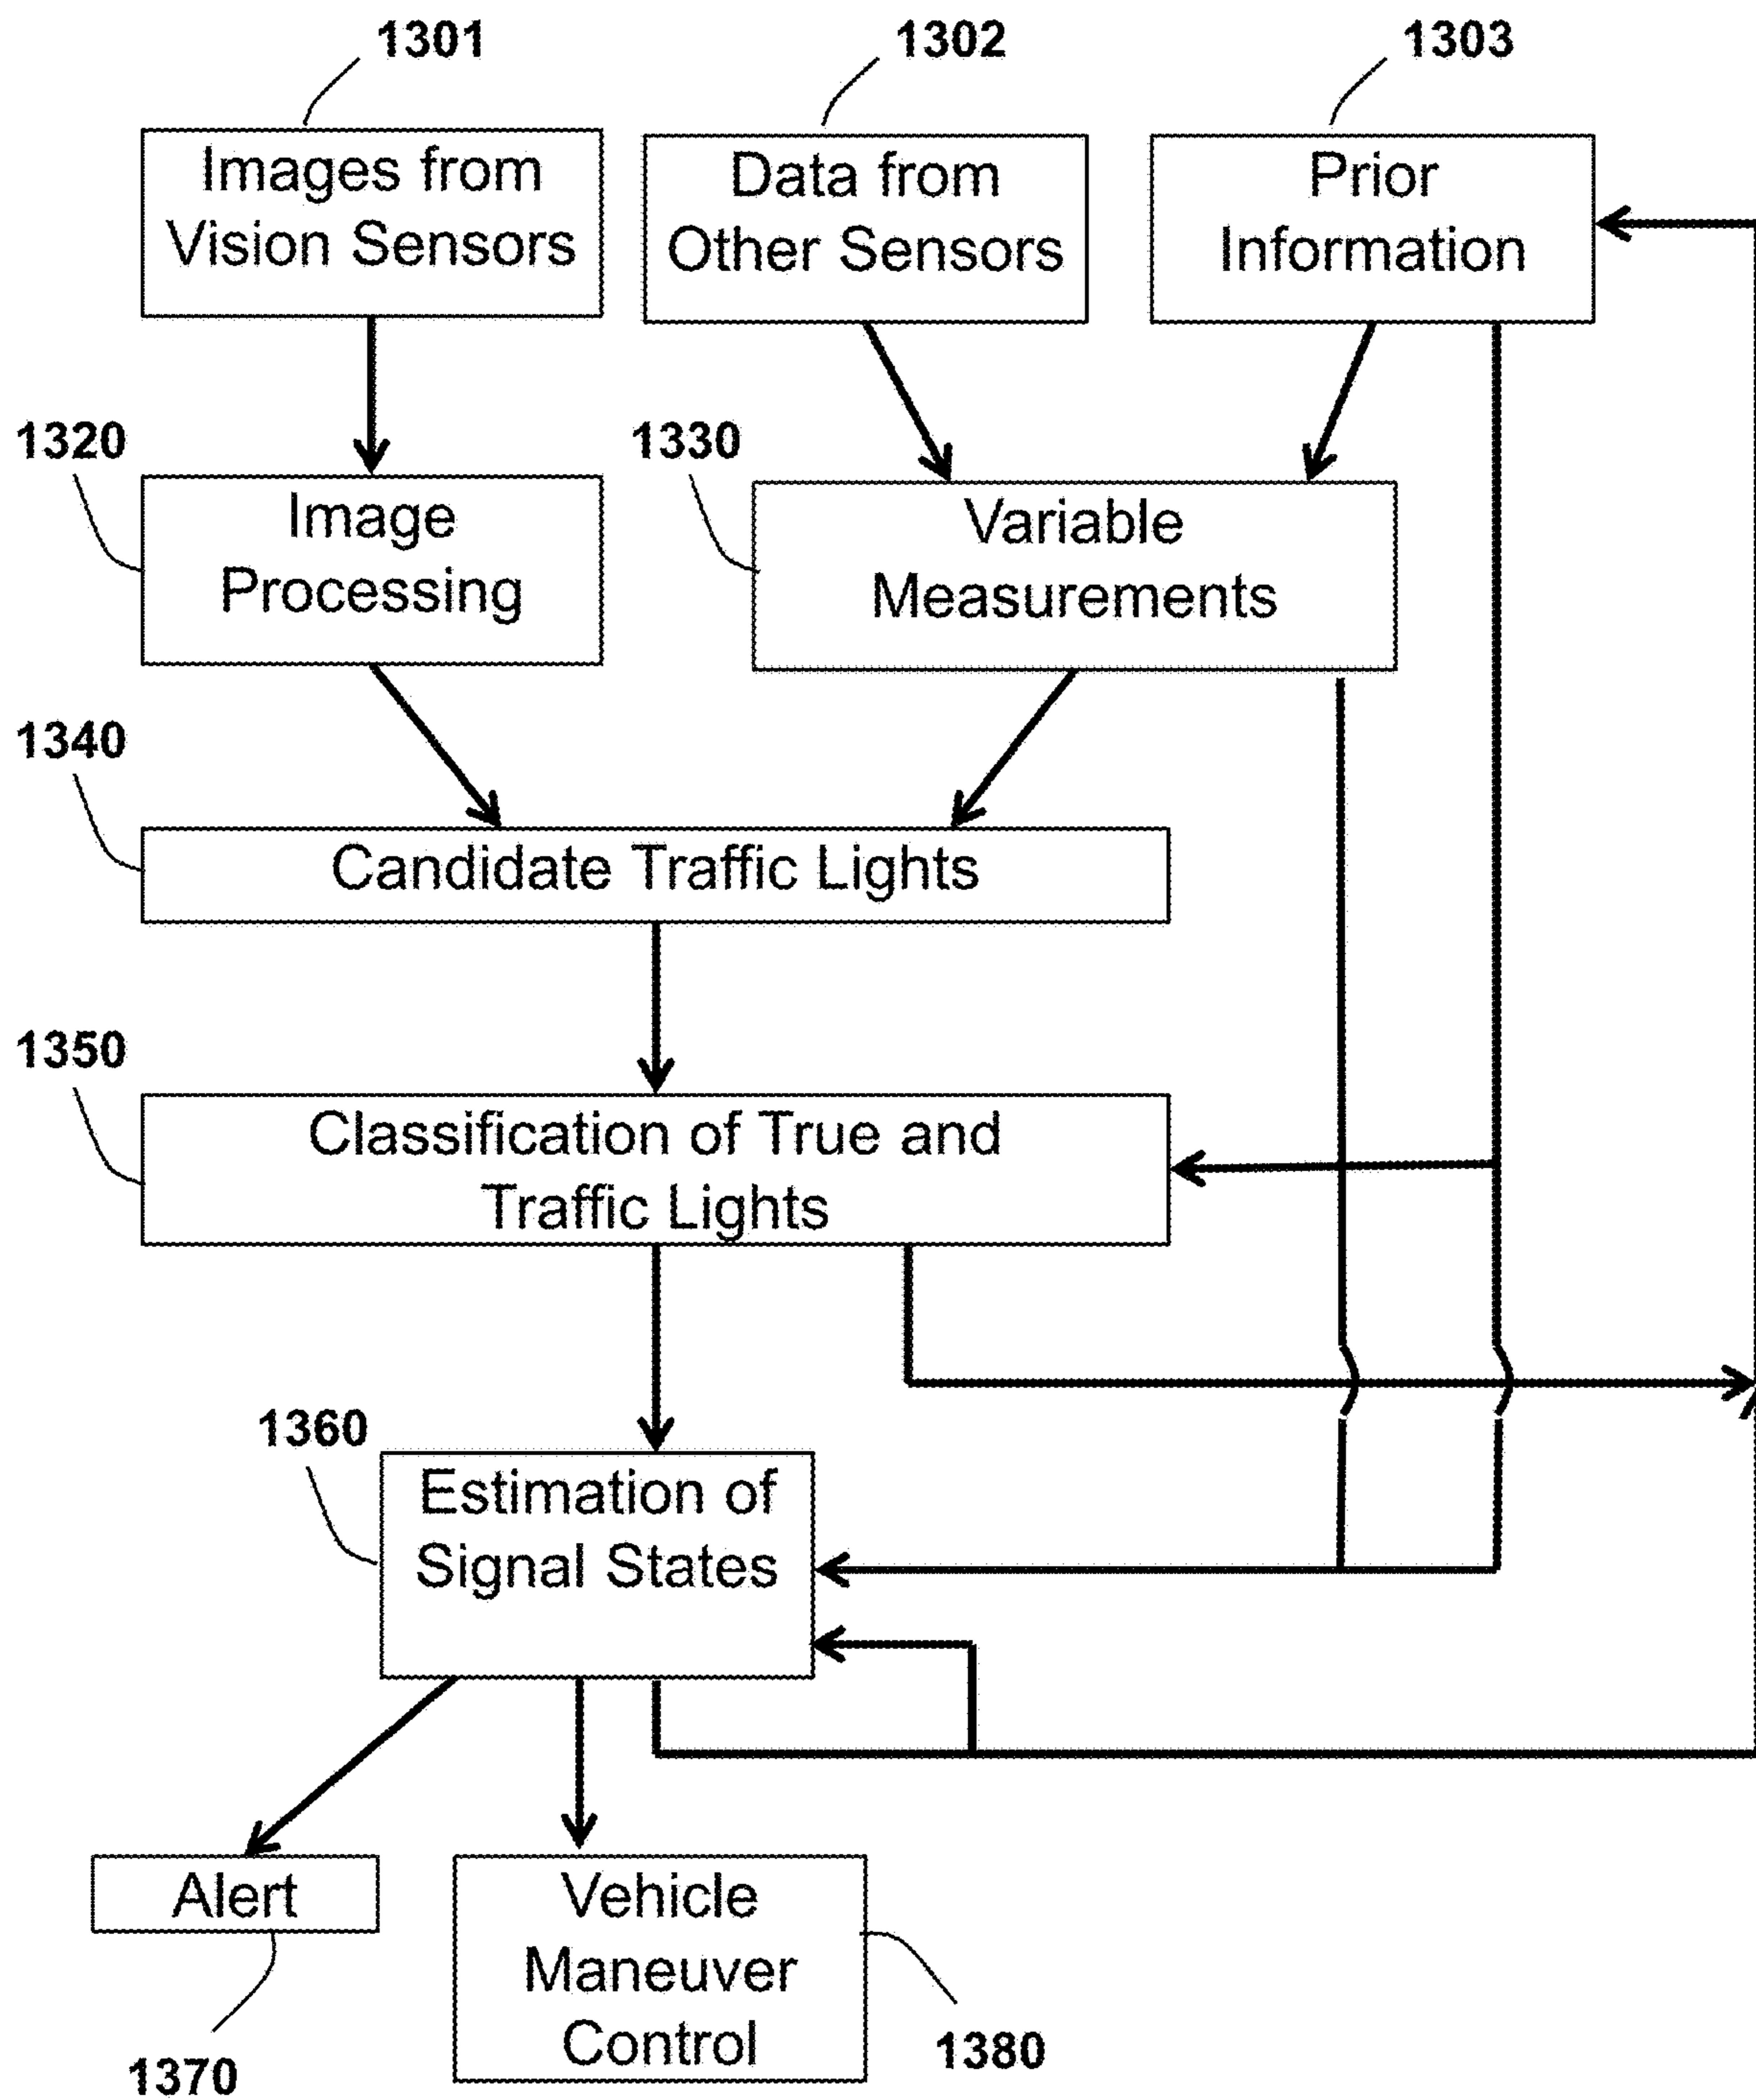 1301
1302
1303
Images from
Vision Sensors
Data from
Other Sensors
Prior
Information
1320
1330
Image
Processing
Variable
Measurements
1340
Candidate Traffic Lights
1350
Classification of True and
Traffic Lights
1360
Estimation of
Signal States
Alert
Vehicle
Maneuver
Control
1370
1380